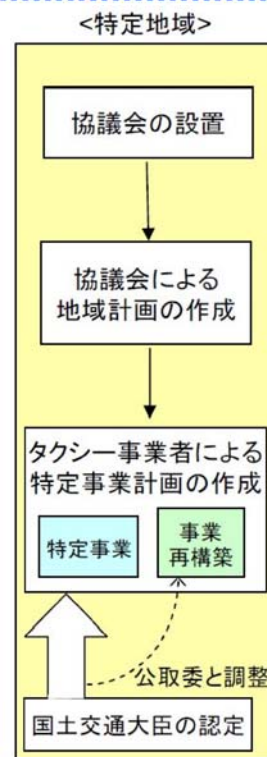 <特定地域>
協議会の設置
協議会による
地域計画の作成
タクシー事業者による
特定事業計画の作成
特定事業
事業
再構築
公取委と調整
国土交通大臣の認定